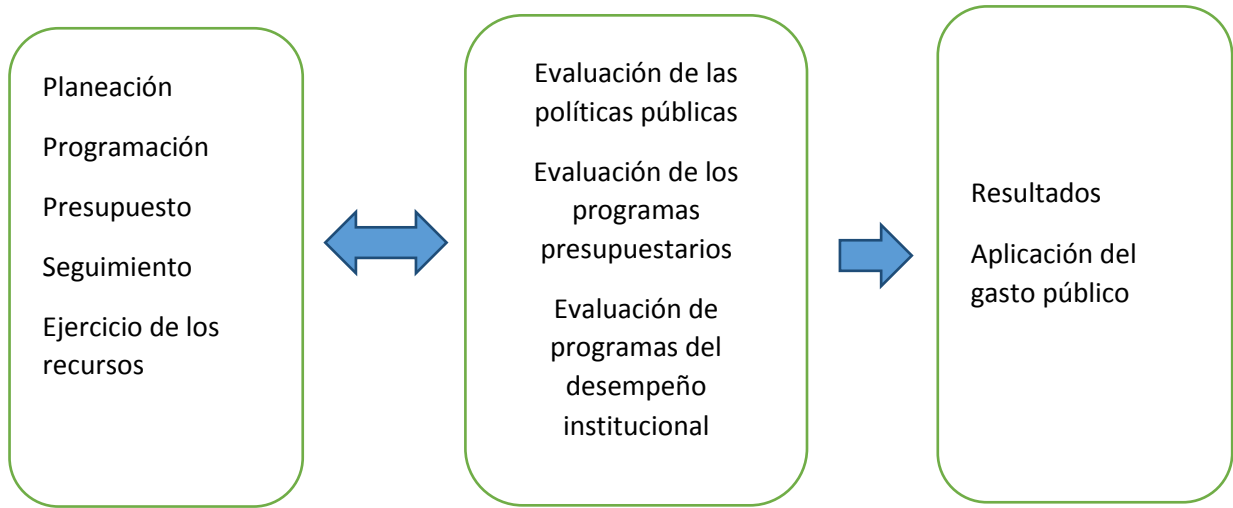 Planeación
Programación
Presupuesto
Seguimiento
Ejercicio de los
recursos
Evaluación de las
políticas públicas
Evaluación de los
programas
presupuestarios
Evaluación de
programas del
desempeño
institucional
Resultados
Aplicación del
gasto público